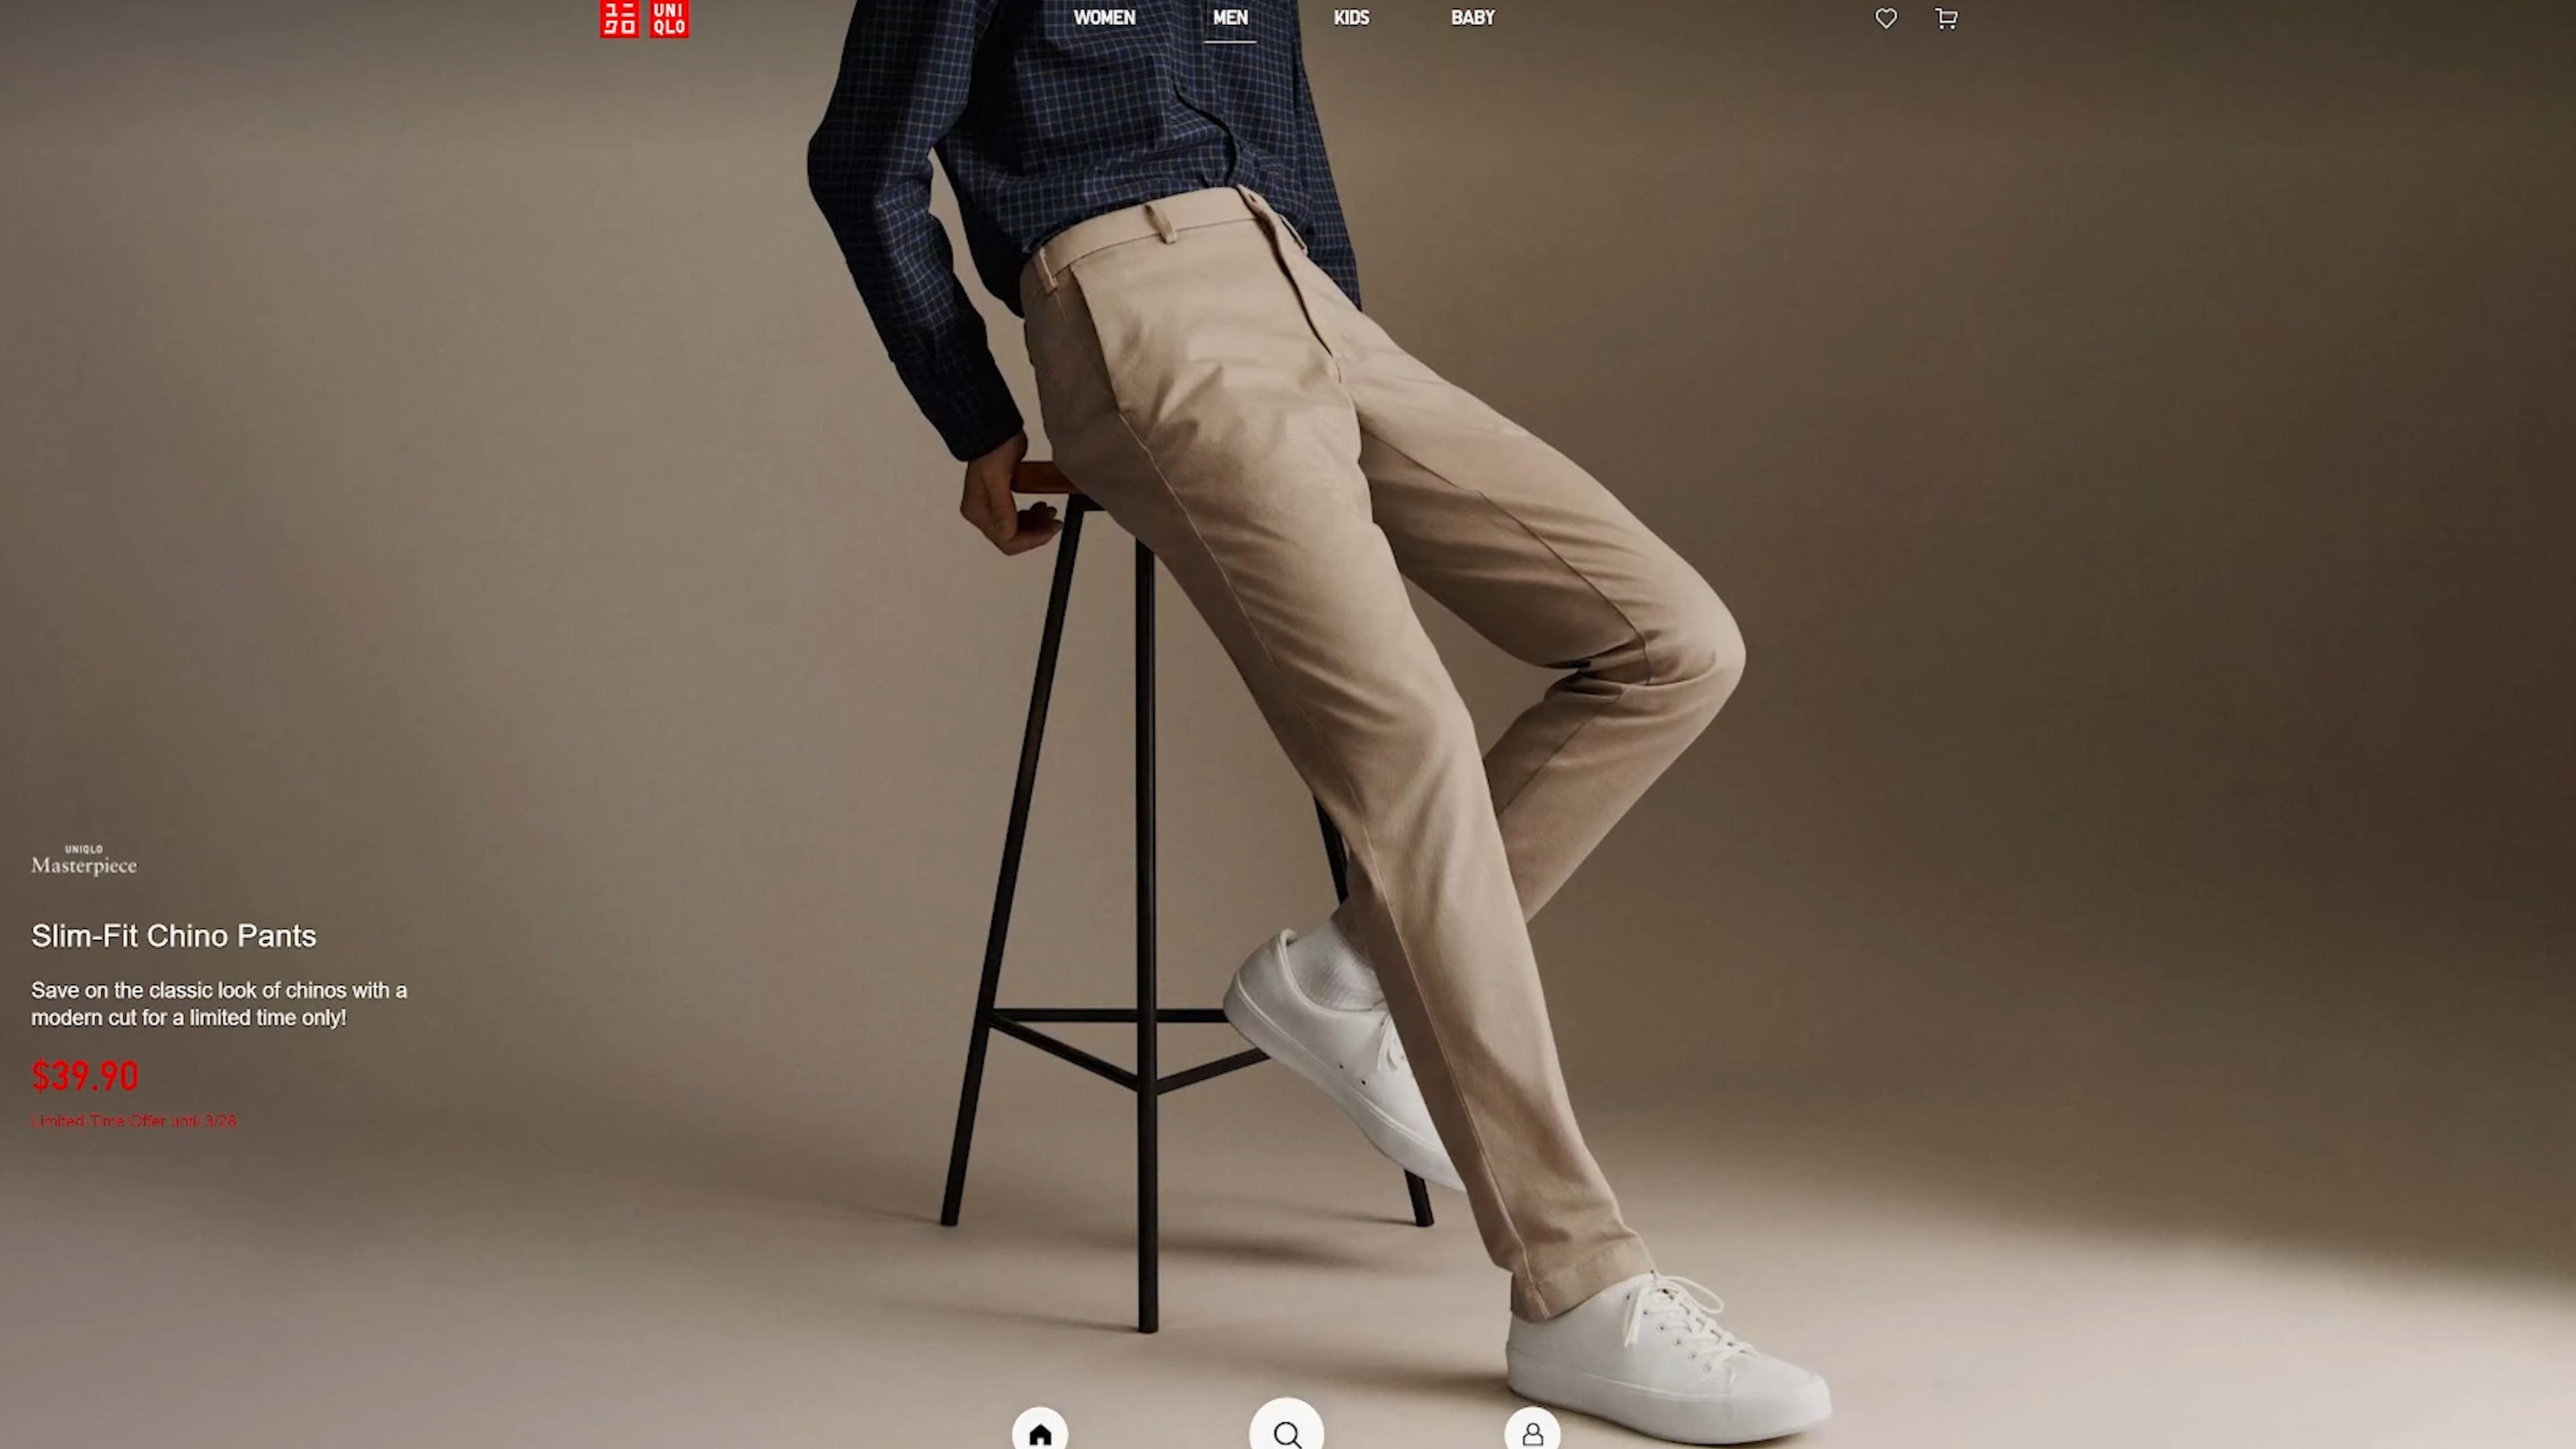 ユニ UNI
クロ QLO
WOMEN MEN KIDS BABY
UNIQLO
Masterpiece
Slim-Fit Chino Pants
Save on the classic look of chinos with a
modern cut for a limited time only!
$39.90
Limited Time Offer until 3/28